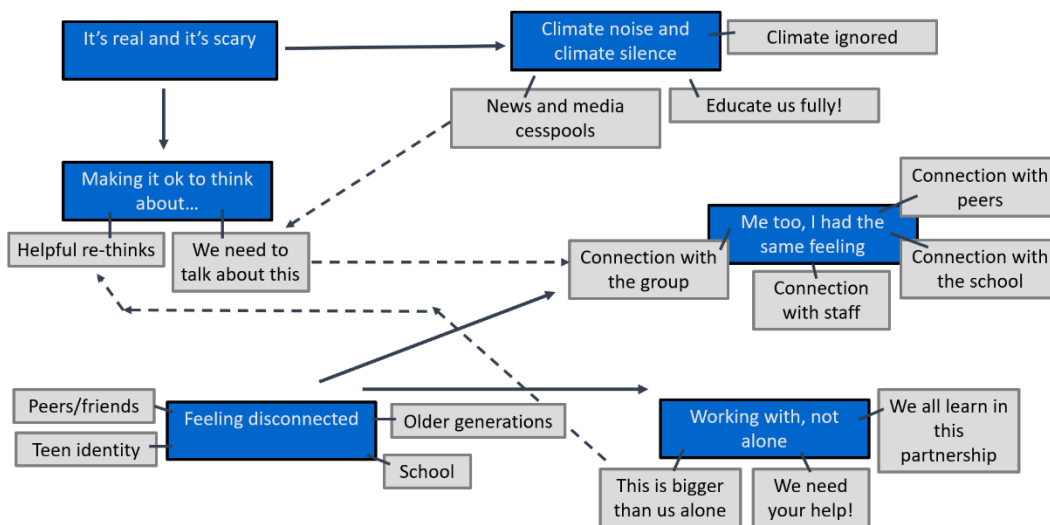 It’s real and it’s scary
Climate noise and
climate silence
Climate ignored
News and media
cesspools
Educate us fully!
Making it ok to think
about...
Helpful re-thinks
We need to
talk about this
Connection with
peers
Me too, I had the
same feeling
Connection with
the group
Connection with
the school
Connection
with staff
Peers/friends
Teen identity
Feeling disconnected
Older generations
School
Working with, not
alone
We all learn in
this
partnership
This is bigger
than us alone
We need
your help!